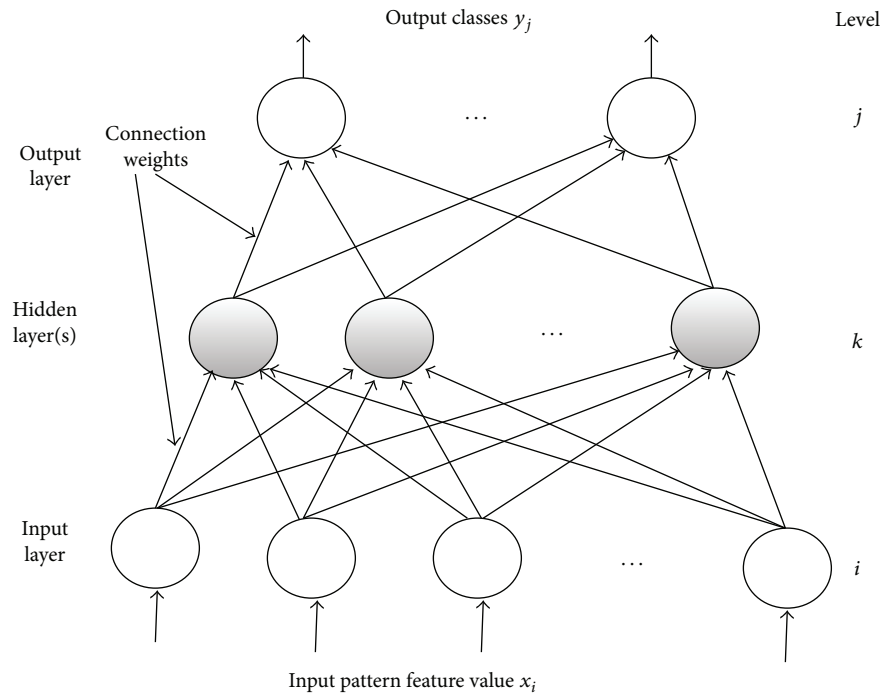 Output classes y_j
Level
...
j
Connection
weights
Output
layer
Hidden
layer(s)
...
k
Input
layer
...
i
Input pattern feature value x_i